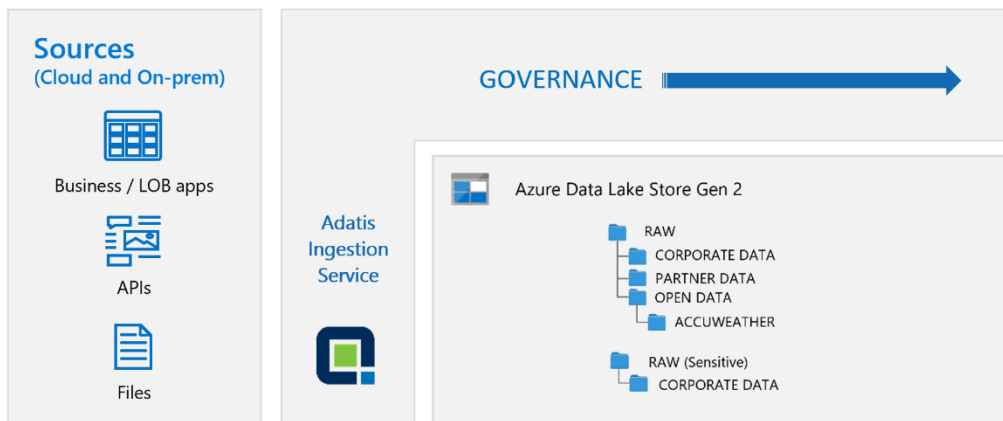 Sources
(Cloud and On-prem)
Business / LOB apps
APIs
Files
GOVERNANCE
Adatis
Ingestion
Service
Azure Data Lake Store Gen 2
RAW
CORPORATE DATA
PARTNER DATA
OPEN DATA
ACCUWEATHER
RAW (Sensitive)
CORPORATE DATA